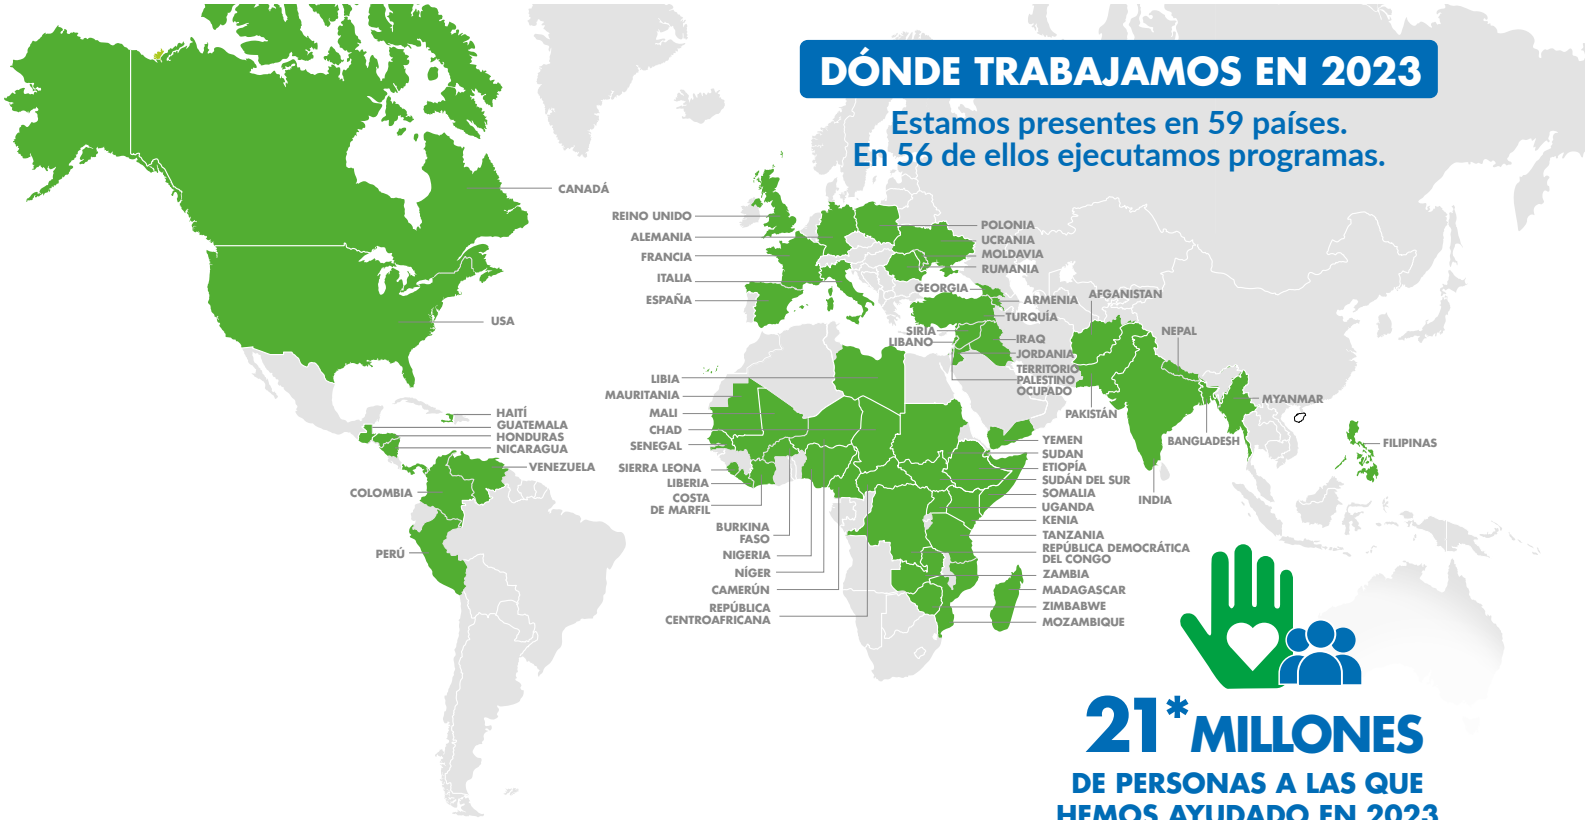 DÓNDE TRABAJAMOS EN 2023
Estamos presentes en 59 países.
En 56 de ellos ejecutamos programas.
CANADÁ
USA
HAITÍ
GUATEMALA
HONDURAS
NICARAGUA
VENEZUELA
COLOMBIA
PERÚ
REINO UNIDO
ALEMANIA
FRANCIA
ITALIA
ESPAÑA
POLONIA
UCRANIA
MOLDAVIA
RUMANIA
GEORGIA
ARMENIA
TURQUÍA
SIRIA
LIBANO
IRAQ
JORDANIA
TERRITORIO
PALESTINO
OCUPADO
AFGANISTAN
NEPAL
PAKISTÁN
BANGLADESH
MYANMAR
INDIA
FILIPINAS
LIBIA
MAURITANIA
MALI
CHAD
SENEGAL
SIERRA LEONA
LIBERIA
COSTA
DE MARFIL
BURKINA
FASO
NIGERIA
NÍGER
CAMERÚN
REPÚBLICA
CENTROAFRICANA
YEMEN
SUDAN
ETIOPÍA
SUDÁN DEL SUR
SOMALIA
UGANDA
KENIA
TANZANIA
REPÚBLICA DEMOCRÁTICA
DEL CONGO
ZAMBIA
MADAGASCAR
ZIMBABWE
MOZAMBIQUE
21* MILLONES
DE PERSONAS A LAS QUE
HEMOS AYUDADO EN 2023